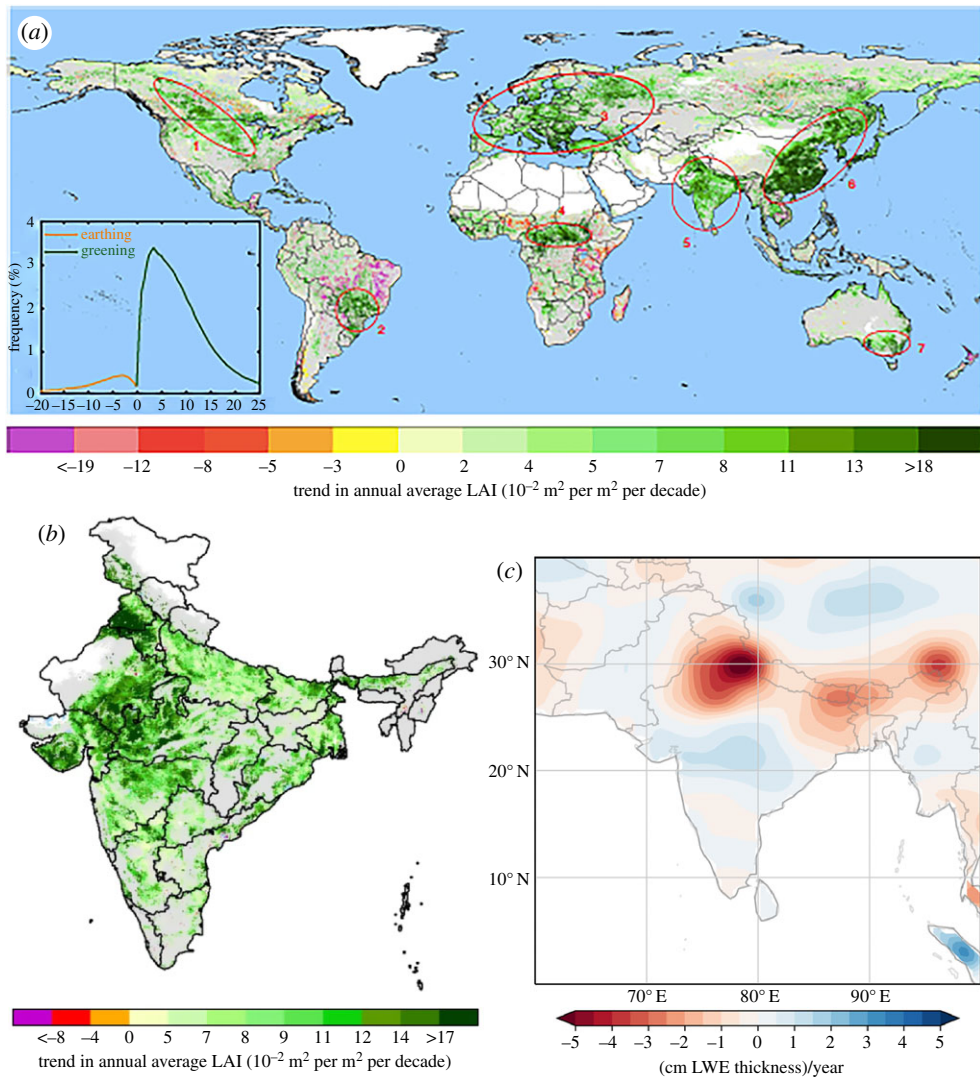 (a)
1
2
3
4
5
6
7
4
3
2
1
0
frequency (%)
earthing
greening
−20 −15 −10 −5 0 5 10 15 20 25
<−19 −12 −8 −5 −3 0 2 4 5 7 8 11 13 >18
trend in annual average LAI (10⁻² m² per m² per decade)
(b)
<−8 −4 0 5 7 8 9 11 12 14 >17
trend in annual average LAI (10⁻² m² per m² per decade)
(c)
30° N
20° N
10° N
70° E 80° E 90° E
−5 −4 −3 −2 −1 0 1 2 3 4 5
(cm LWE thickness)/year